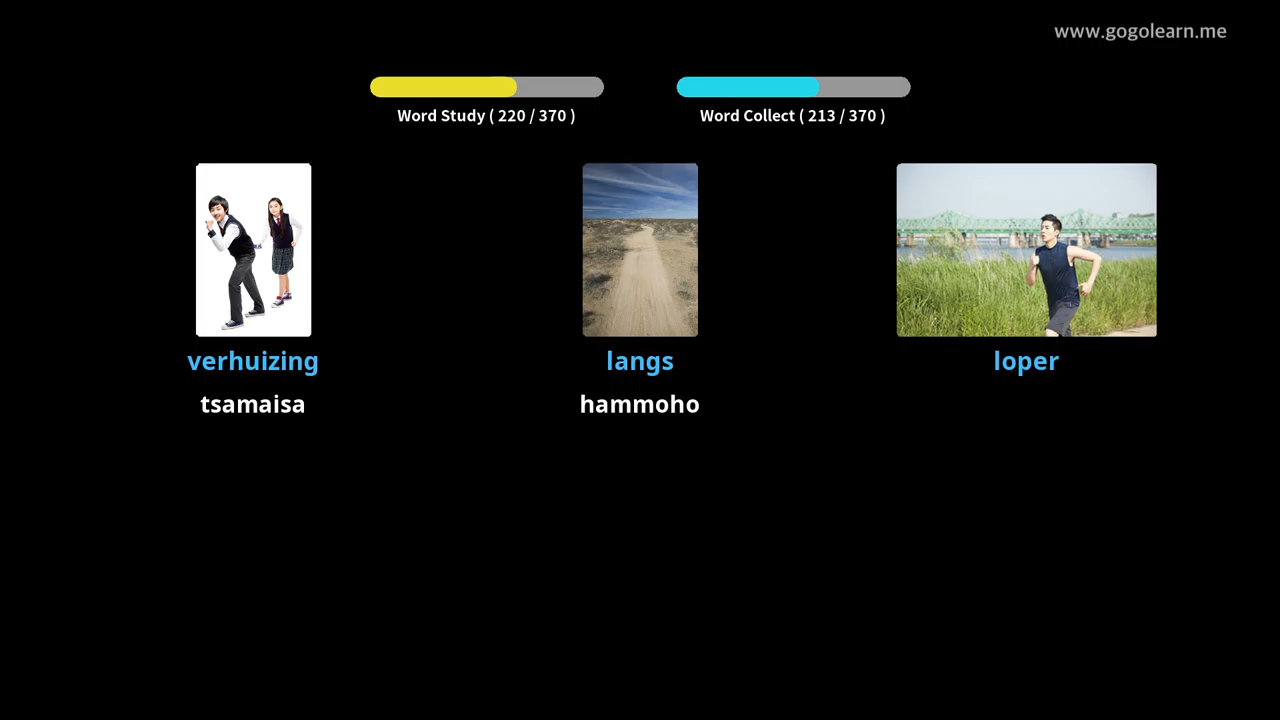 www.gogolearn.me
Word Study ( 220 / 370 )
Word Collect ( 213 / 370 )
verhuizing
langs
loper
tsamaisa
hammoho